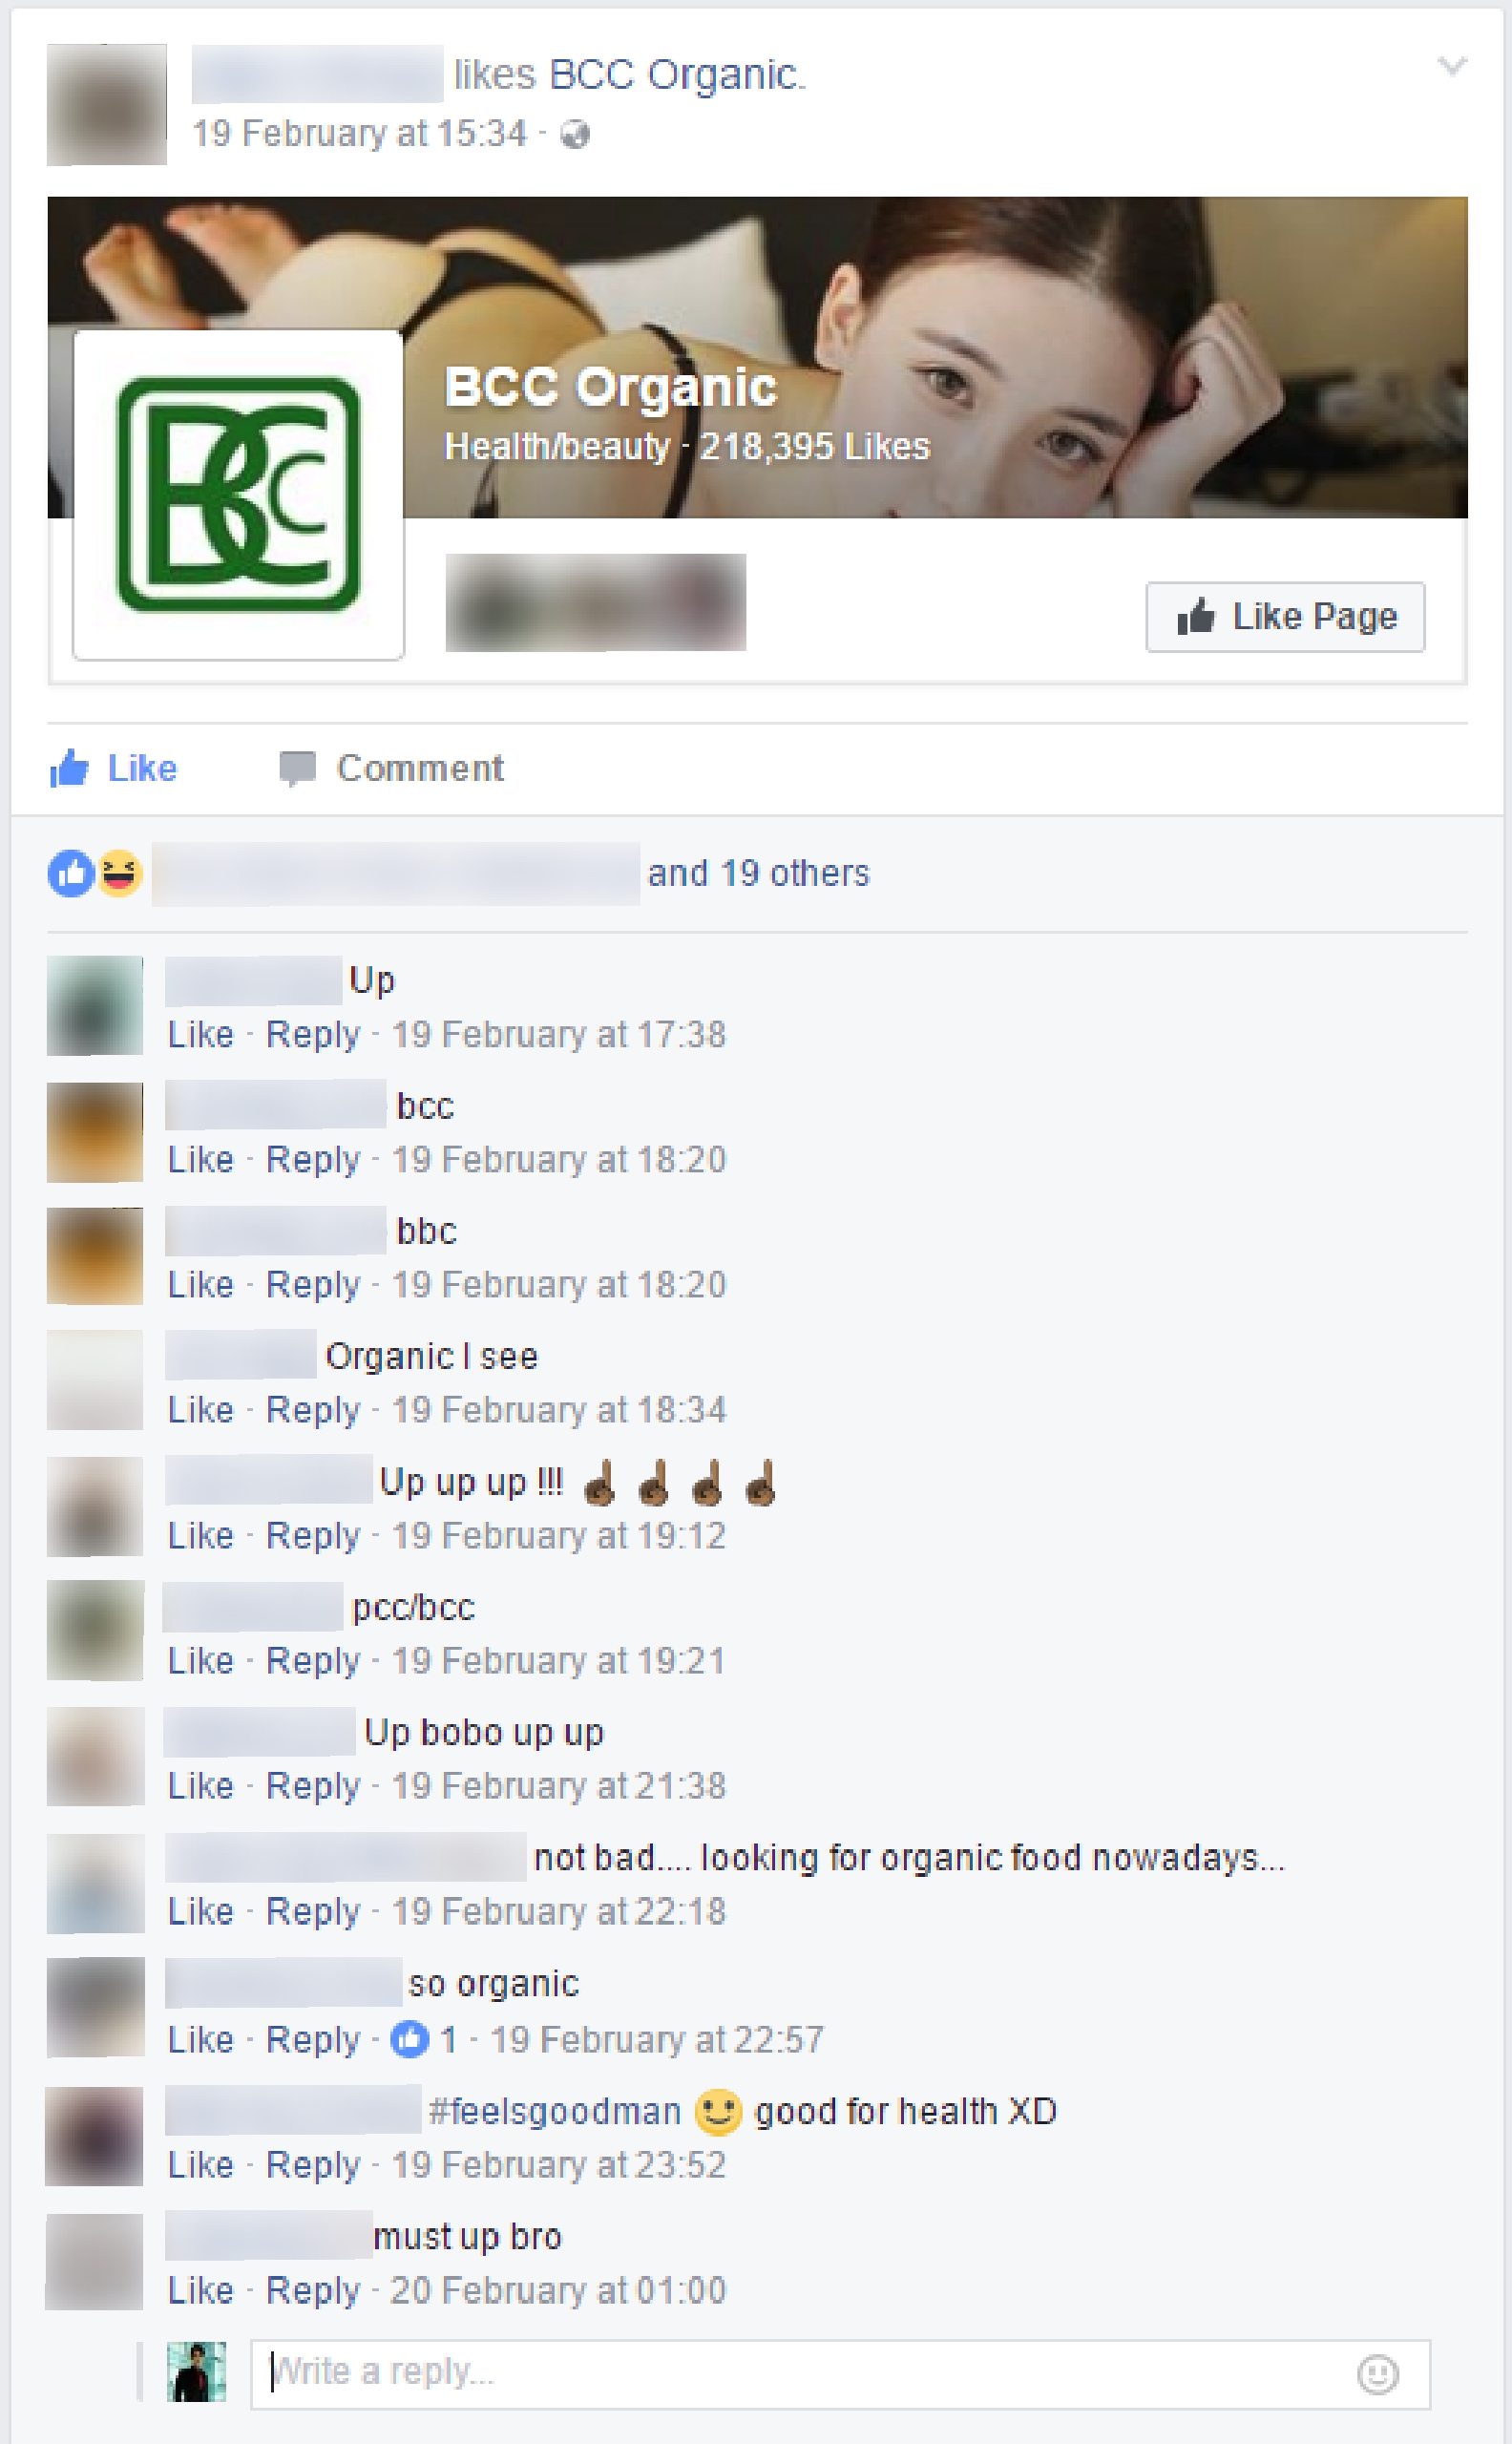 likes BCC Organic.
19 February at 15:34 ·
BCC Organic
Health/beauty · 218,395 Likes
BCC
Like Page
Like Comment
and 19 others
Up
Like · Reply · 19 February at 17:38
bcc
Like · Reply · 19 February at 18:20
bbc
Like · Reply · 19 February at 18:20
Organic I see
Like · Reply · 19 February at 18:34
Up up up !!! ☝🏾 ☝🏾 ☝🏾 ☝🏾
Like · Reply · 19 February at 19:12
pcc/bcc
Like · Reply · 19 February at 19:21
Up bobo up up
Like · Reply · 19 February at 21:38
not bad.... looking for organic food nowadays...
Like · Reply · 19 February at 22:18
so organic
Like · Reply · 1 · 19 February at 22:57
#feelsgoodman 🙂 good for health XD
Like · Reply · 19 February at 23:52
must up bro
Like · Reply · 20 February at 01:00
Write a reply...